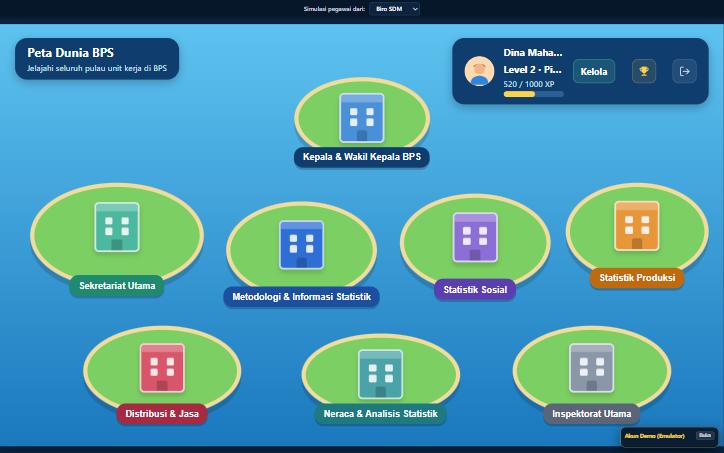 Simulasi pegawai dari: Biro SDM
Peta Dunia BPS
Jelajahi seluruh pulau unit kerja di BPS
Dina Maha...
Level 2 · Pi...
520 / 1000 XP
Kelola
Kepala & Wakil Kepala BPS
Sekretariat Utama
Metodologi & Informasi Statistik
Statistik Sosial
Statistik Produksi
Distribusi & Jasa
Neraca & Analisis Statistik
Inspektorat Utama
Akun Demo (Emulator)
Buka